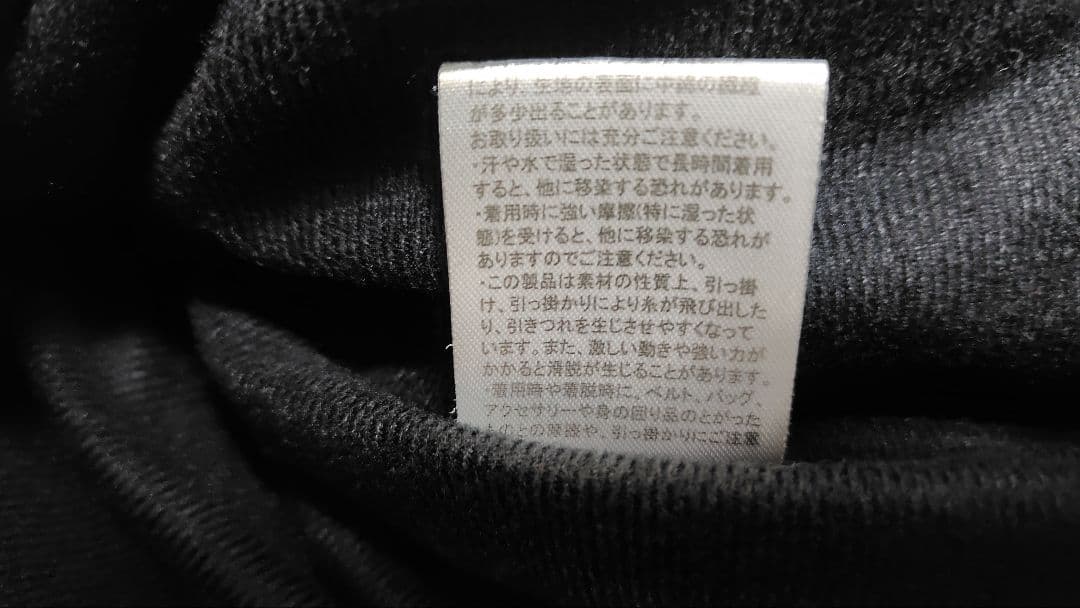 により、生地の表面に中綿の繊維
が多少出ることがあります。
お取り扱いには充分ご注意ください。
・汗や水で湿った状態で長時間着用
すると、他に移染する恐れがあります。
・着用時に強い摩擦(特に湿った状
態)を受けると、他に移染する恐れが
ありますのでご注意ください。
・この製品は素材の性質上、引っ掛
け、引っ掛かりにより糸が飛び出した
り、引きつれを生じさせやすくなって
います。また、激しい動きや強い力が
かかると滑脱が生じることがあります。
・着用時や着脱時に、ベルト、バッグ、
アクセサリーや身の回り品のとがった
ものとの摩擦や、引っ掛かりにご注意